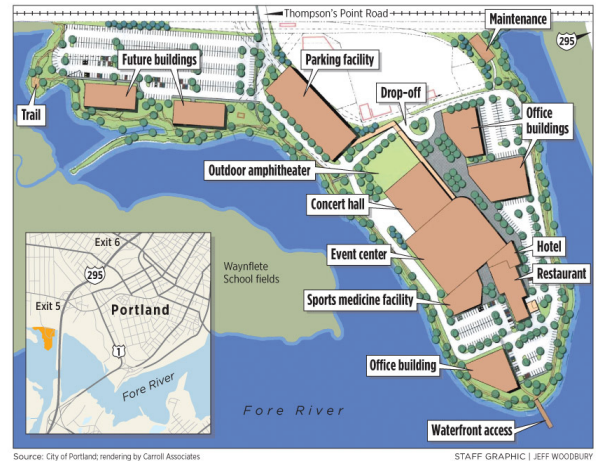 Thompson's Point Road
Maintenance
295
Future buildings
Parking facility
Drop-off
Trail
Office
buildings
Outdoor amphitheater
Concert hall
Hotel
Event center
Restaurant
Waynflete
School fields
Sports medicine facility
Exit 6
295
Exit 5
Portland
1
Fore River
Office building
Fore River
Waterfront access
Source: City of Portland; rendering by Carroll Associates
STAFF GRAPHIC | JEFF WOODBURY